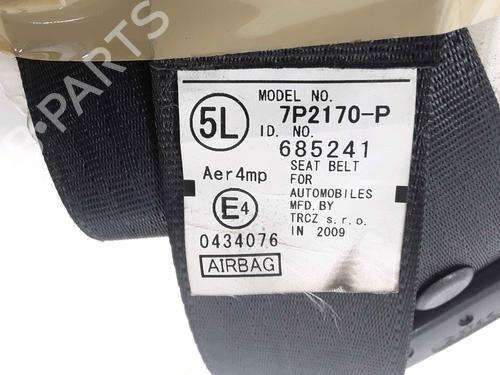 MODEL NO.
5L 7P2170-P
ID. NO.
685241
Aer4mp
SEAT BELT
FOR
AUTOMOBILES
MFD. BY
TRCZ s.r.o.
IN 2009
E4
0434076
AIRBAG
PARTS